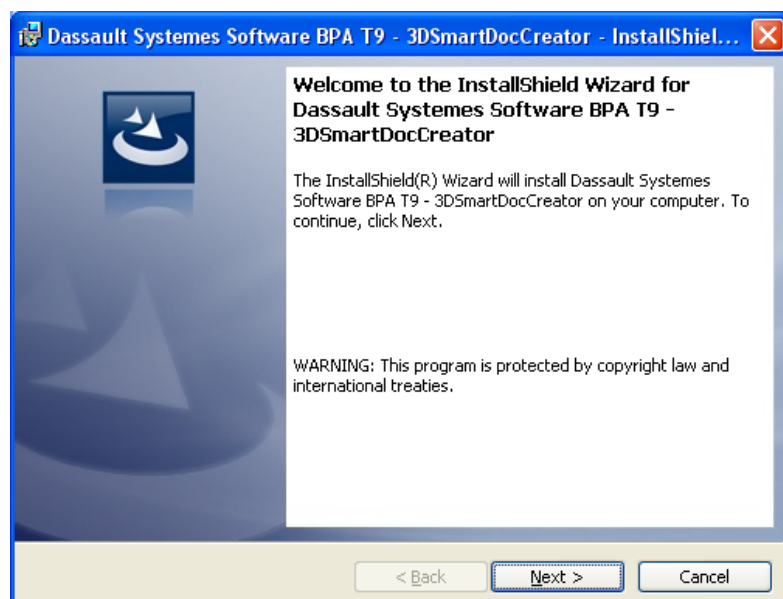 Dassault Systemes Software BPA T9 - 3DSmartDocCreator - InstallShiel...
Welcome to the InstallShield Wizard for
Dassault Systemes Software BPA T9 -
3DSmartDocCreator
The InstallShield(R) Wizard will install Dassault Systemes
Software BPA T9 - 3DSmartDocCreator on your computer. To
continue, click Next.
WARNING: This program is protected by copyright law and
international treaties.
< Back Next > Cancel